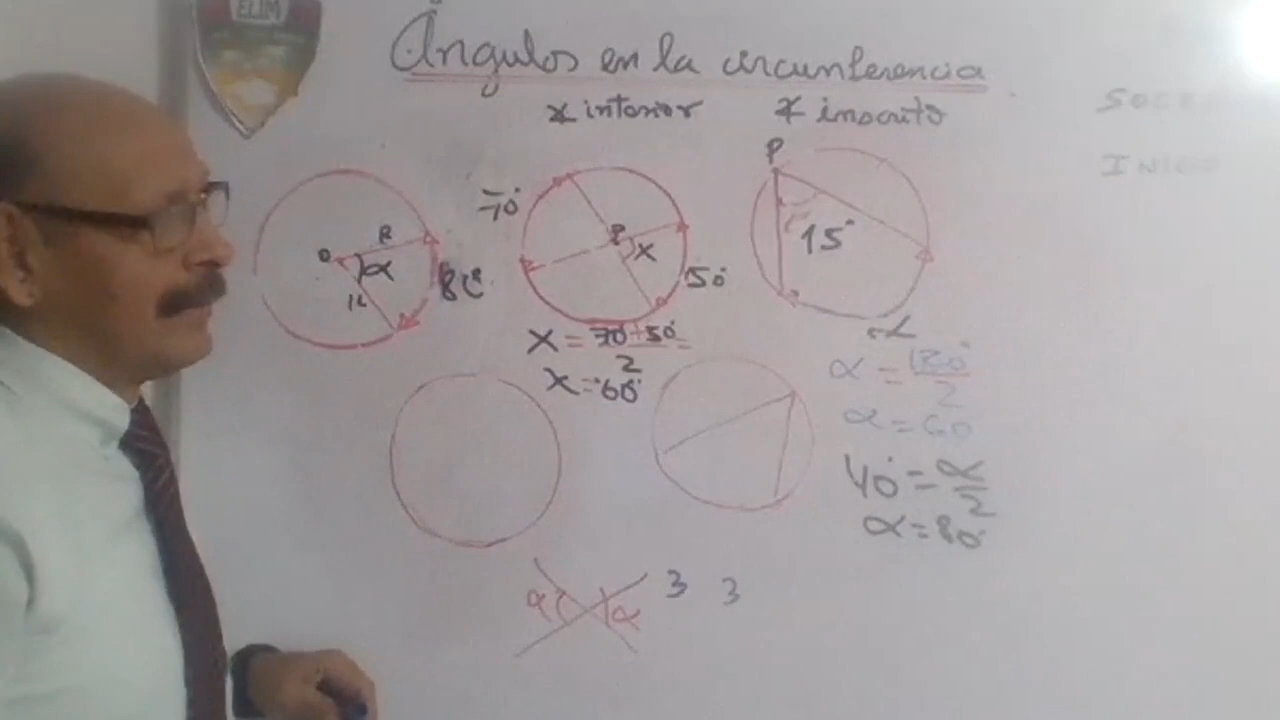 ELIM
Ángulos en la circunferencia
∡ interior
∡ inscrito
P
70°
O
R
α
R
80°
P
x
50°
15°
α
x = 70° + 50°
2
x = 60°
α = 120°
2
α = 60
40° = α
2
α = 80°
α α 3 3